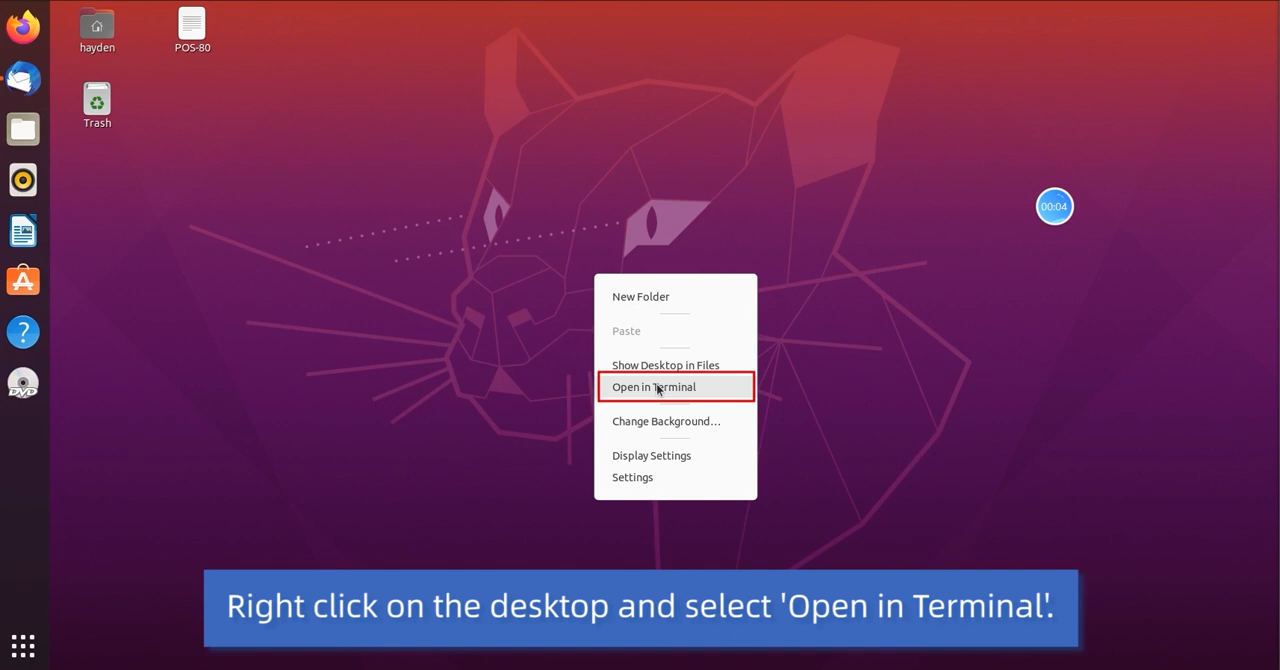 hayden
POS-80
Trash
00:04
New Folder
Paste
Show Desktop in Files
Open in Terminal
Change Background...
Display Settings
Settings
?
DVD
Right click on the desktop and select 'Open in Terminal'.